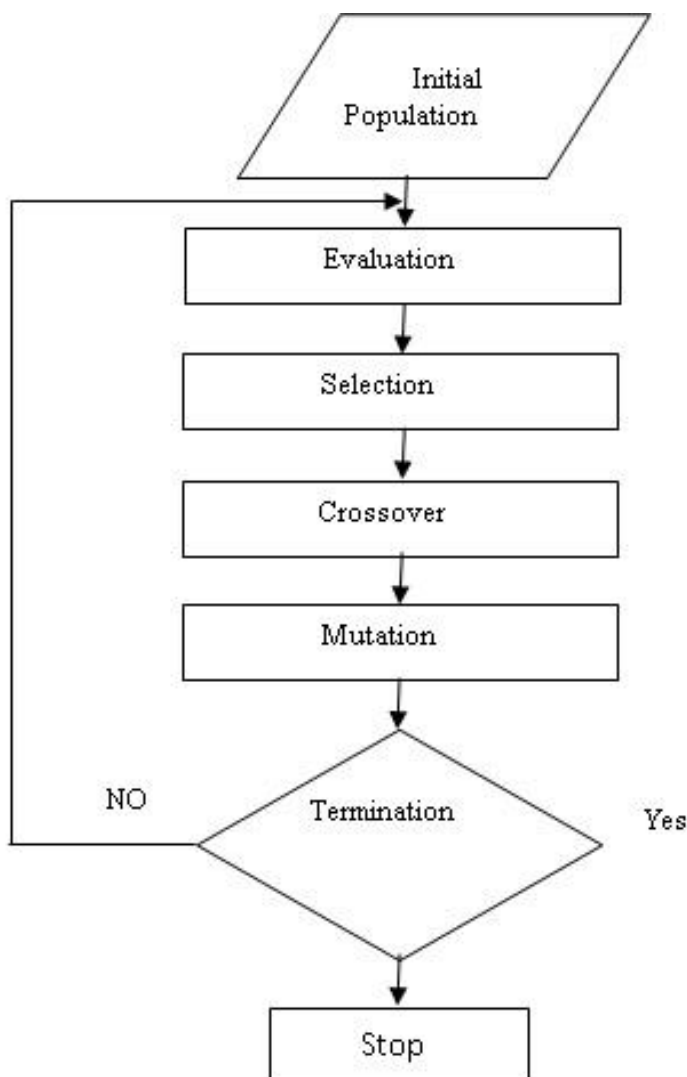 Initial
Population
Evaluation
Selection
Crossover
Mutation
NO
Termination
Yes
Stop